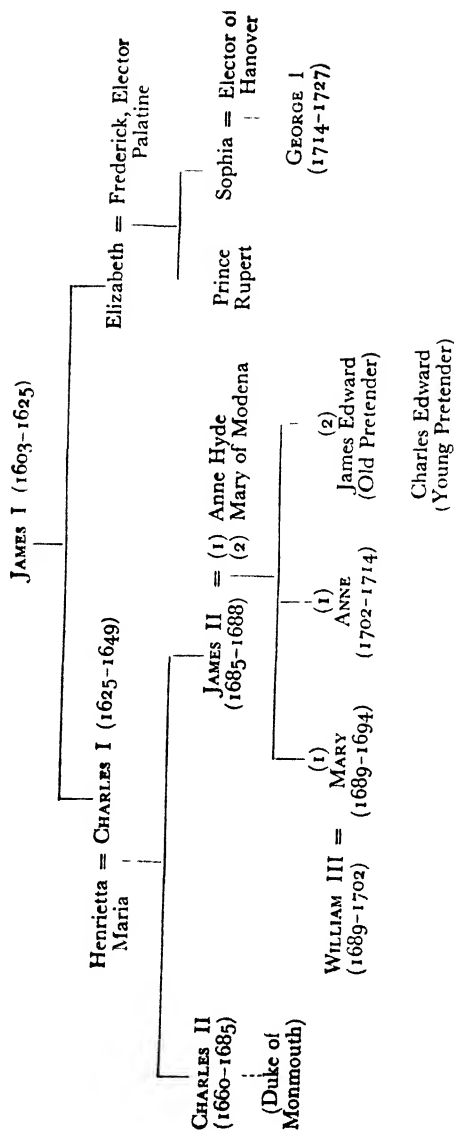 JAMES I (1603-1625)
Henrietta = CHARLES I (1625-1649)
Maria
Elizabeth = Frederick, Elector
Palatine
CHARLES II
(1660-1685)
(Duke of
Monmouth)
JAMES II = (1) Anne Hyde
(1685-1688) (2) Mary of Modena
Prince
Rupert
Sophia = Elector of
Hanover
WILLIAM III =
(1689-1702)
(1)
MARY
(1689-1694)
(1)
ANNE
(1702-1714)
(2)
James Edward
(Old Pretender)
Charles Edward
(Young Pretender)
GEORGE I
(1714-1727)